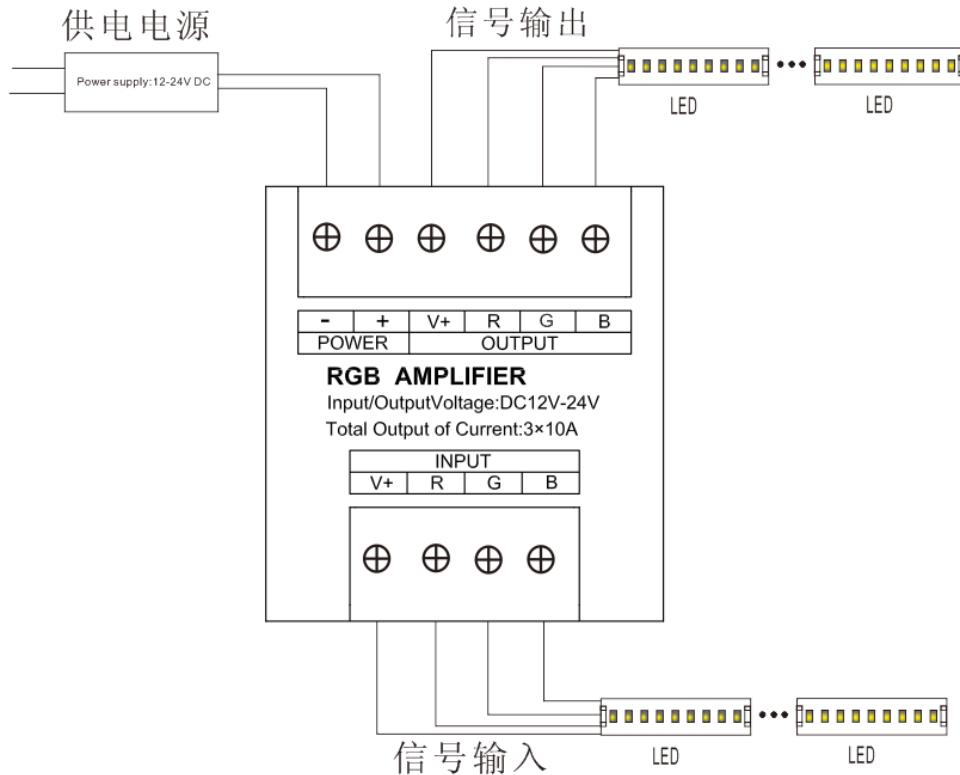 供电电源
信号输出
Power supply:12-24V DC
LED
LED
- + V+ R G B
POWER OUTPUT
RGB AMPLIFIER
Input/OutputVoltage:DC12V-24V
Total Output of Current:3×10A
INPUT
V+ R G B
信号输入
LED
LED